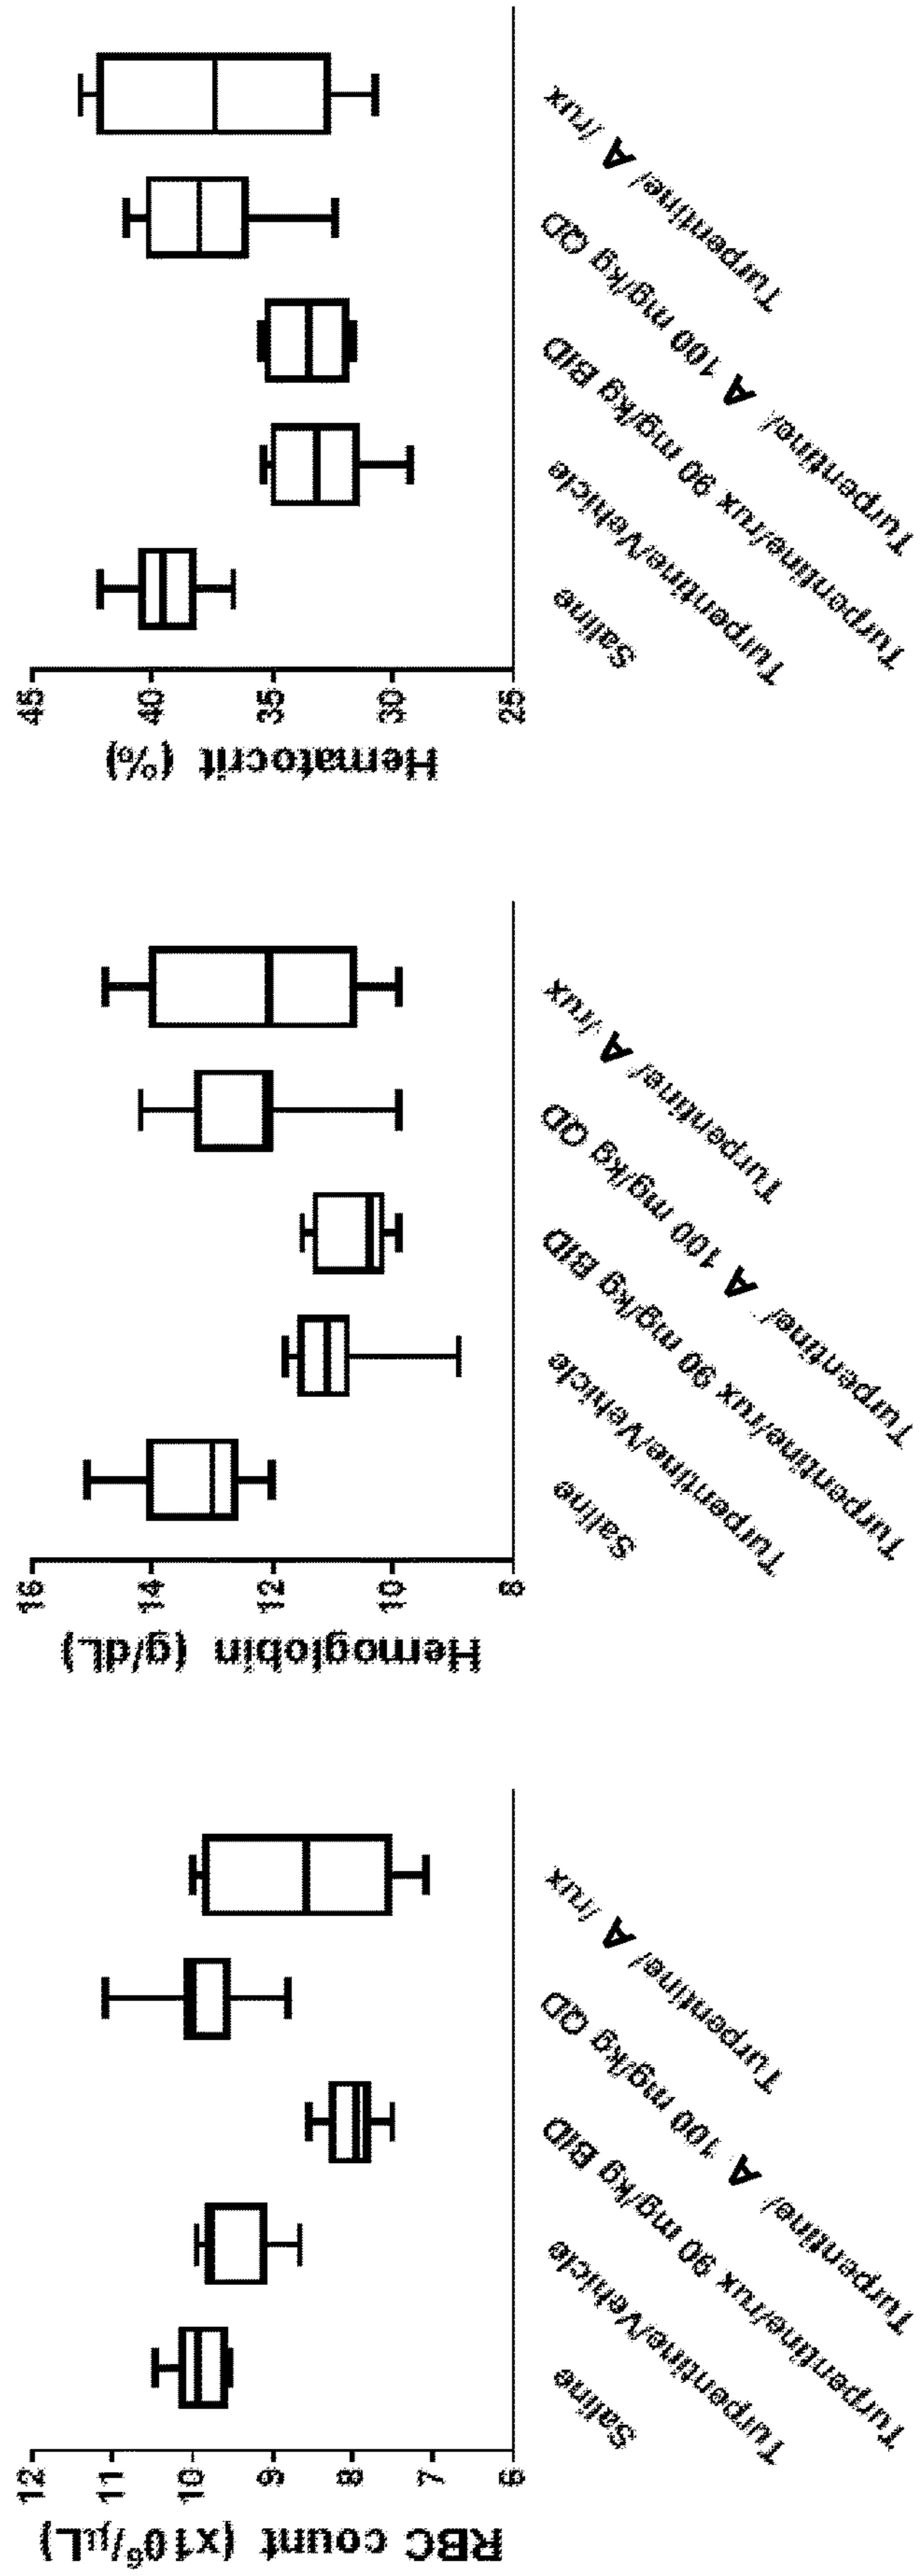 RBC count (x10⁶/µL)
12
11
10
9
8
7
6
Saline
Turpentine/Vehicle
Turpentine/rux 90 mg/kg BID
Turpentine/ A 100 mg/kg QD
Turpentine/ A /rux
Hemoglobin (g/dL)
16
14
12
10
8
Saline
Turpentine/Vehicle
Turpentine/rux 90 mg/kg BID
Turpentine/ A 100 mg/kg QD
Turpentine/ A /rux
Hematocrit (%)
45
40
35
30
25
Saline
Turpentine/Vehicle
Turpentine/rux 90 mg/kg BID
Turpentine/ A 100 mg/kg QD
Turpentine/ A /rux